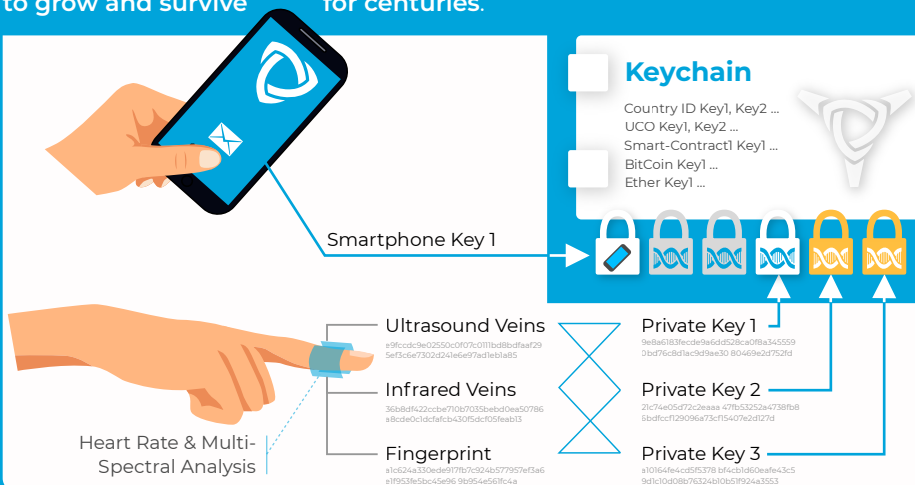 to grow and survive
for centuries.
Keychain
Country ID Key1, Key2 ...
UCO Key1, Key2 ...
Smart-Contract1 Key1 ...
BitCoin Key1 ...
Ether Key1 ...
Smartphone Key 1
Ultrasound Veins
Infrared Veins
Fingerprint
Heart Rate & Multi-
Spectral Analysis
Private Key 1
Private Key 2
Private Key 3